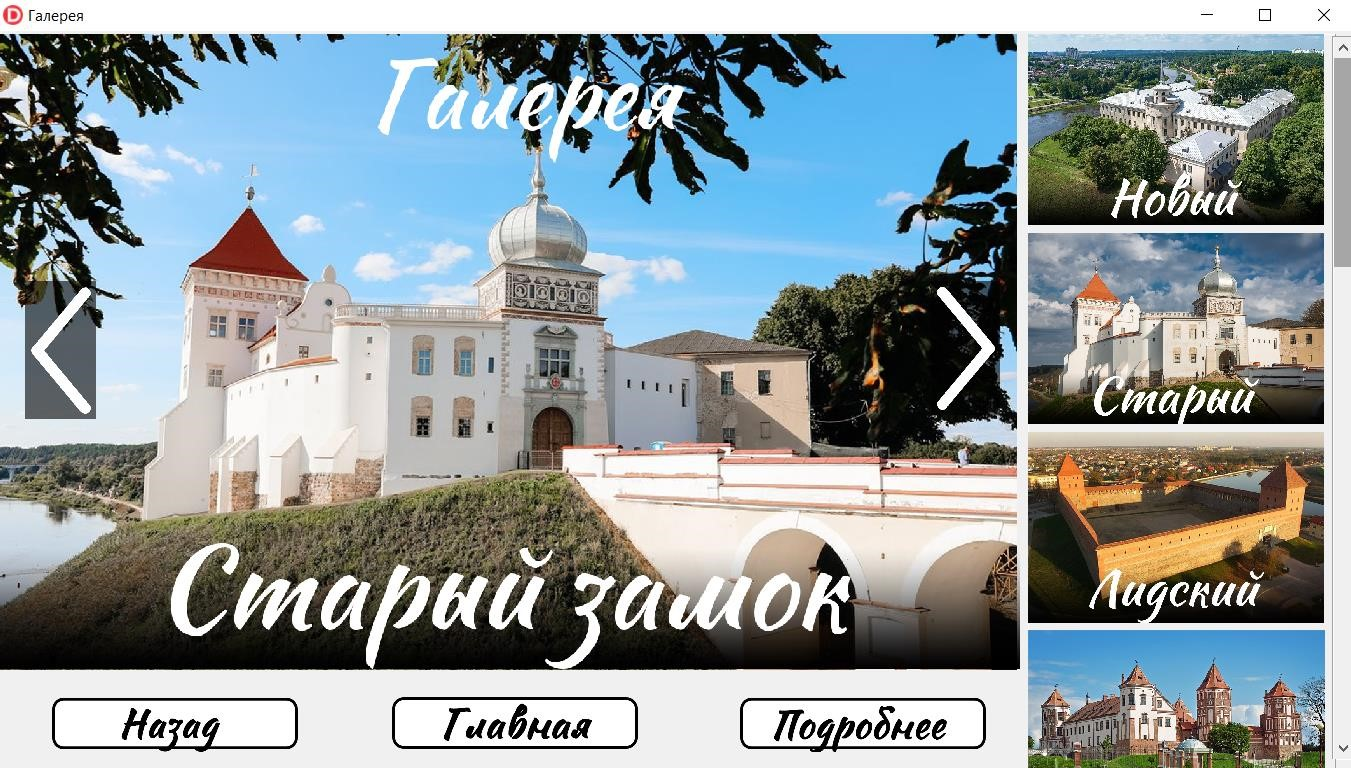 Галерея
Галерея
Старый замок
Назад
Главная
Подробнее
Новый
Старый
Лидский